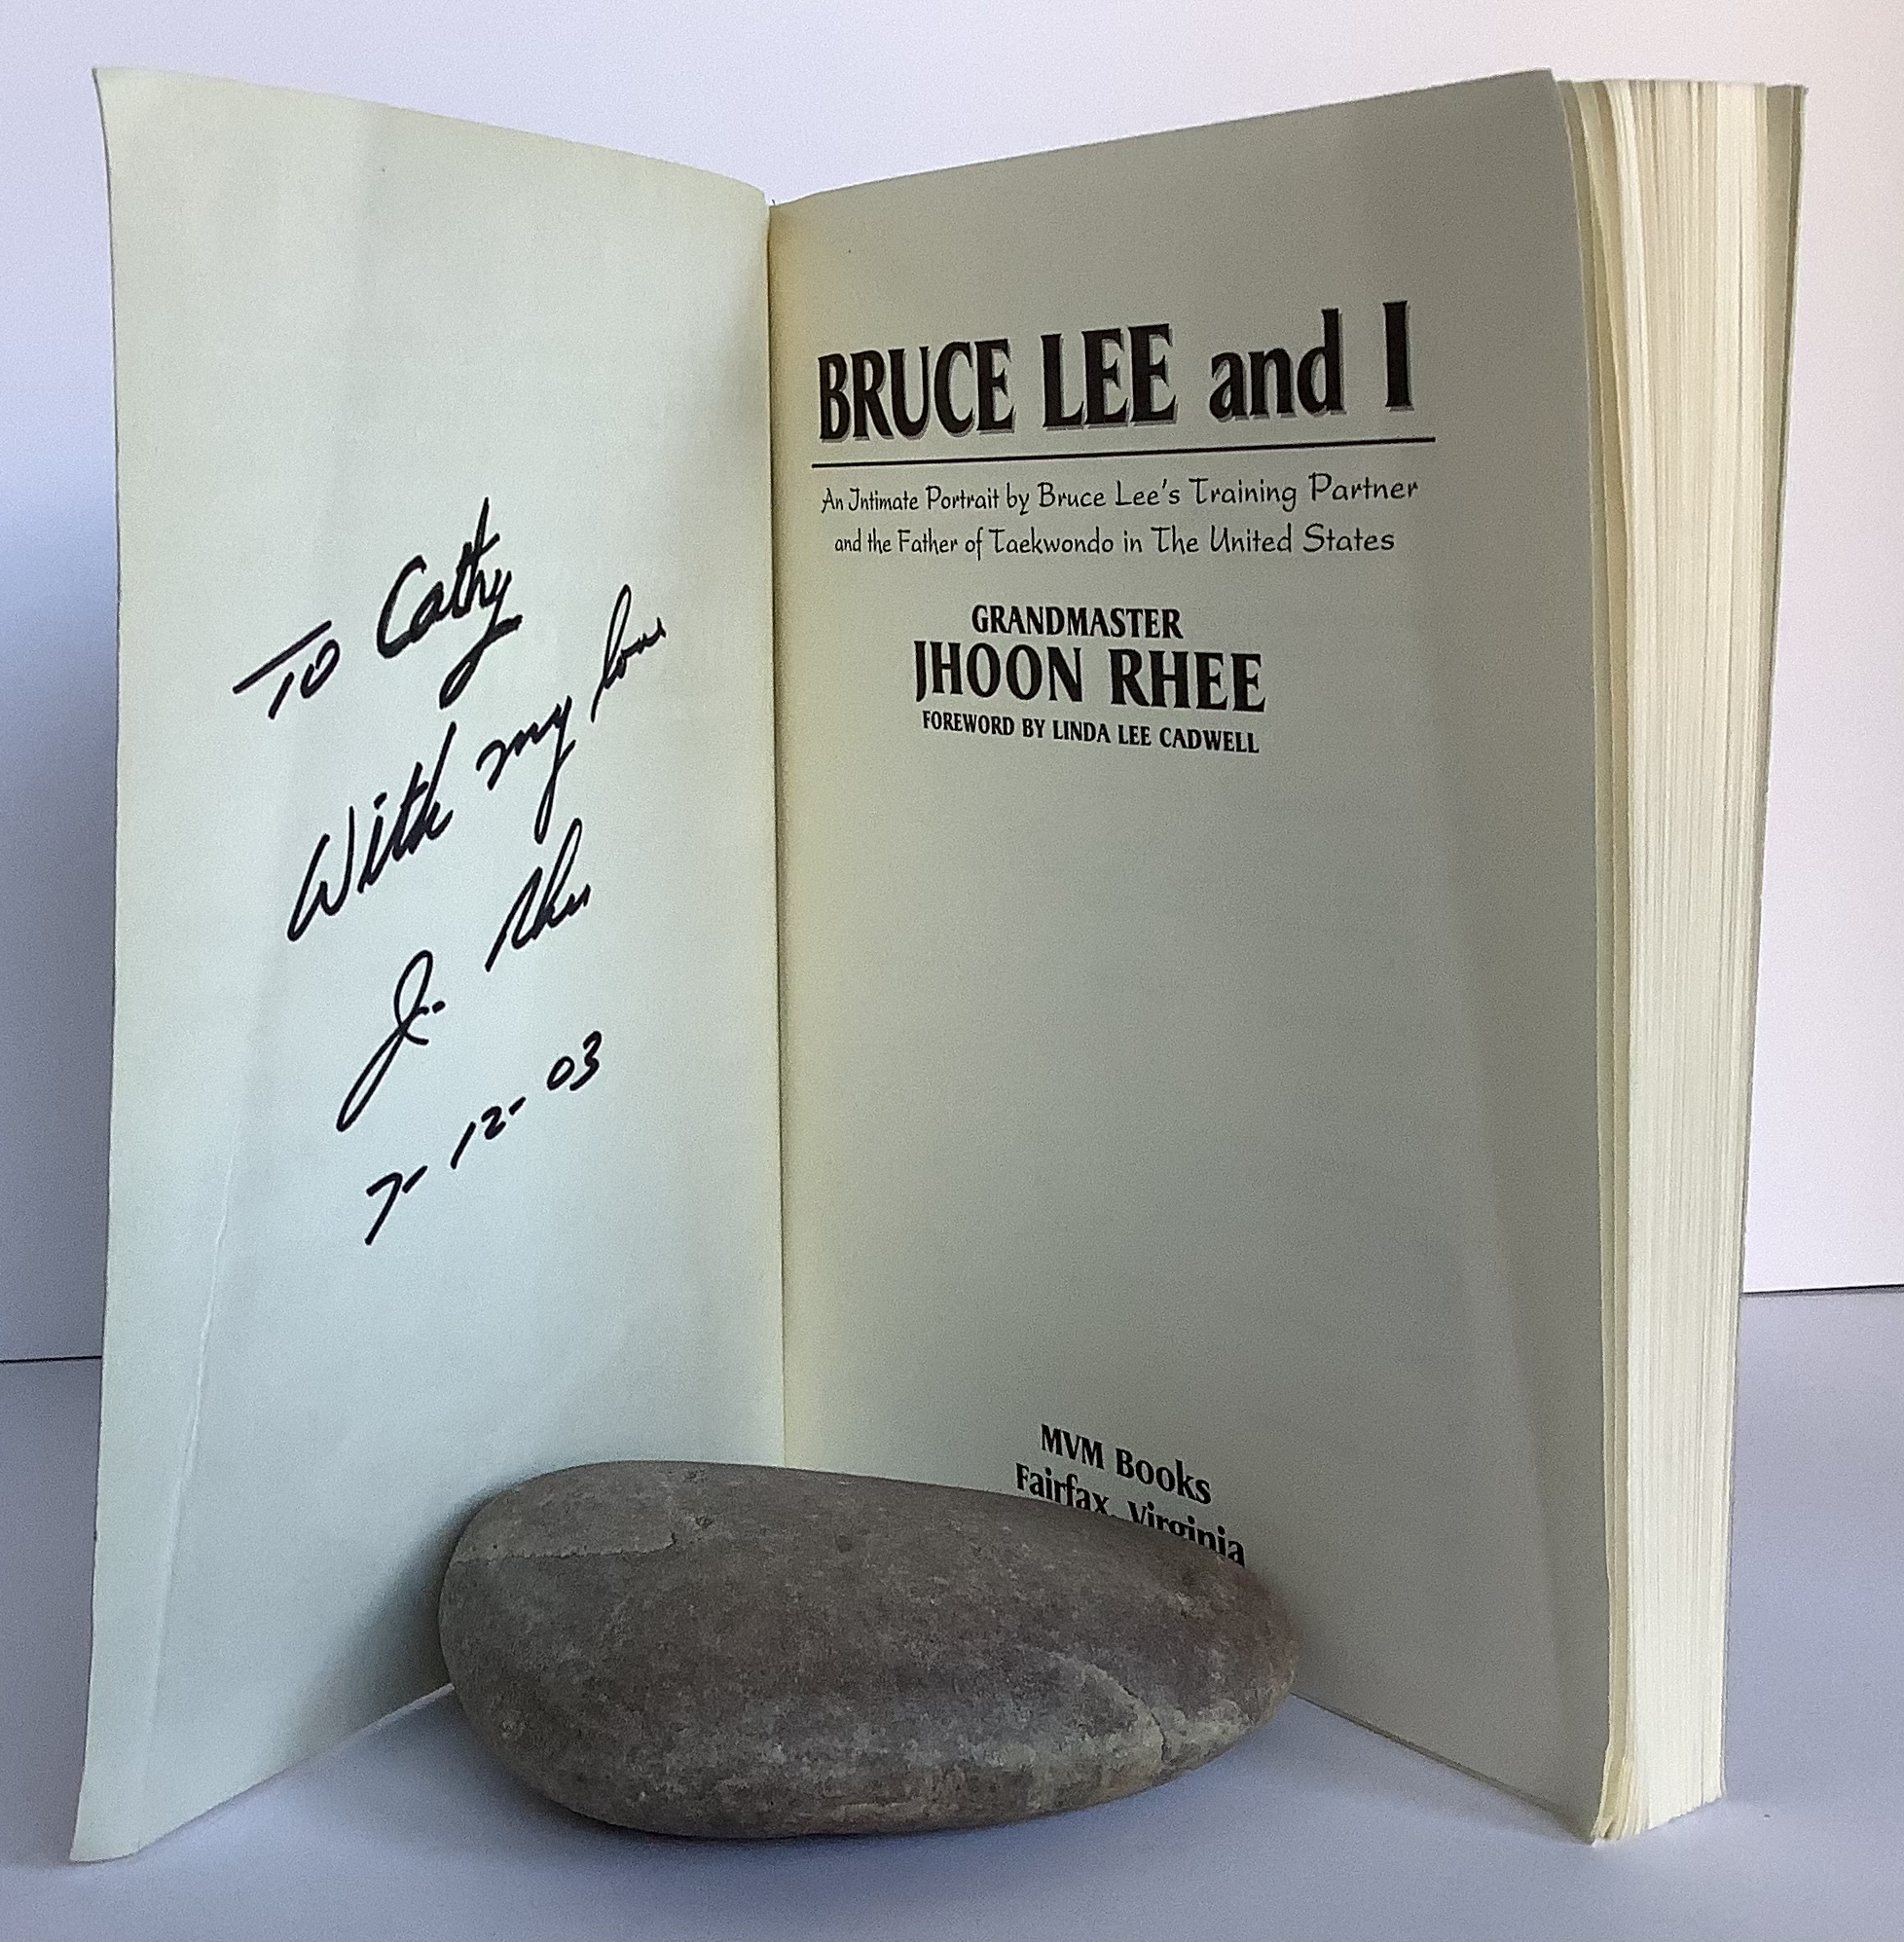 To Cathy
With my love
J. Rhee
7-12-03
BRUCE LEE and I
An Intimate Portrait by Bruce Lee's Training Partner
and the Father of Taekwondo in The United States
GRANDMASTER
JHOON RHEE
FOREWORD BY LINDA LEE CADWELL
MVM Books
Fairfax, Virginia